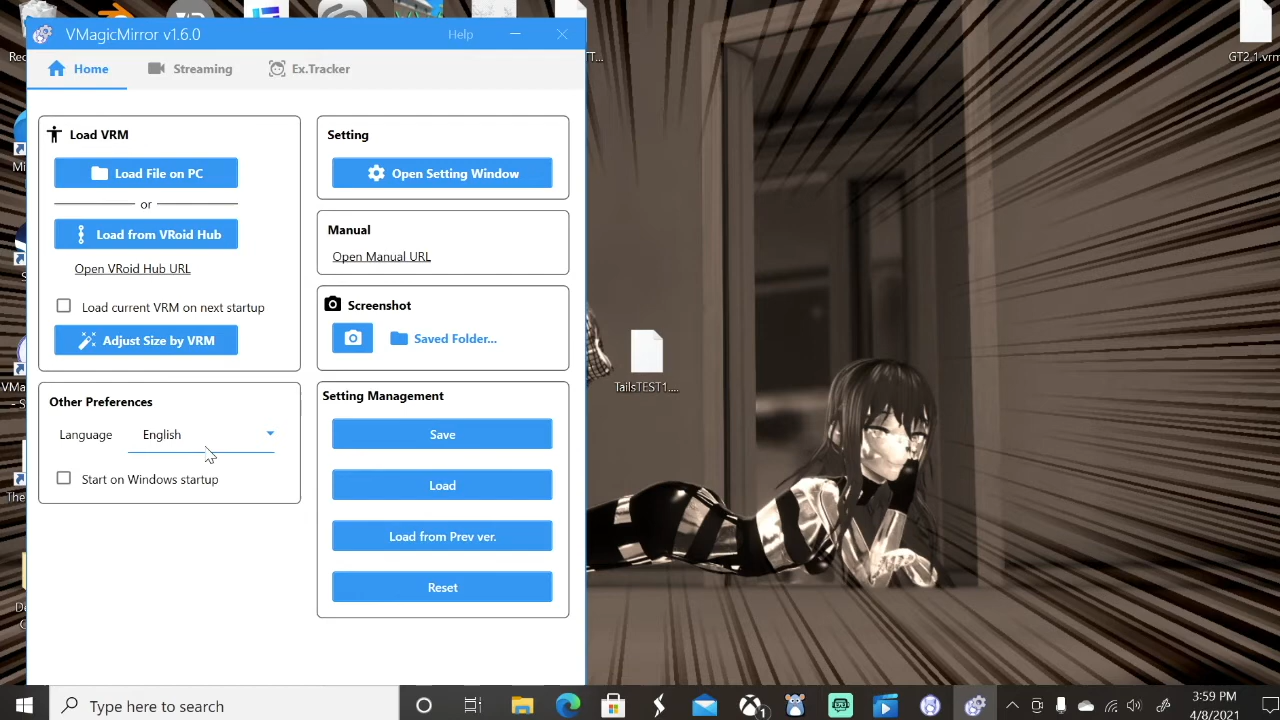 VMagicMirror v1.6.0
Help
Home
Streaming
Ex.Tracker
Load VRM
Load File on PC
or
Load from VRoid Hub
Open VRoid Hub URL
Load current VRM on next startup
Adjust Size by VRM
Other Preferences
Language
English
Start on Windows startup
Setting
Open Setting Window
Manual
Open Manual URL
Screenshot
Saved Folder...
Setting Management
Save
Load
Load from Prev ver.
Reset
TailsTEST1....
GT2.1.vrm
Type here to search
1
3:59 PM
4/8/2021